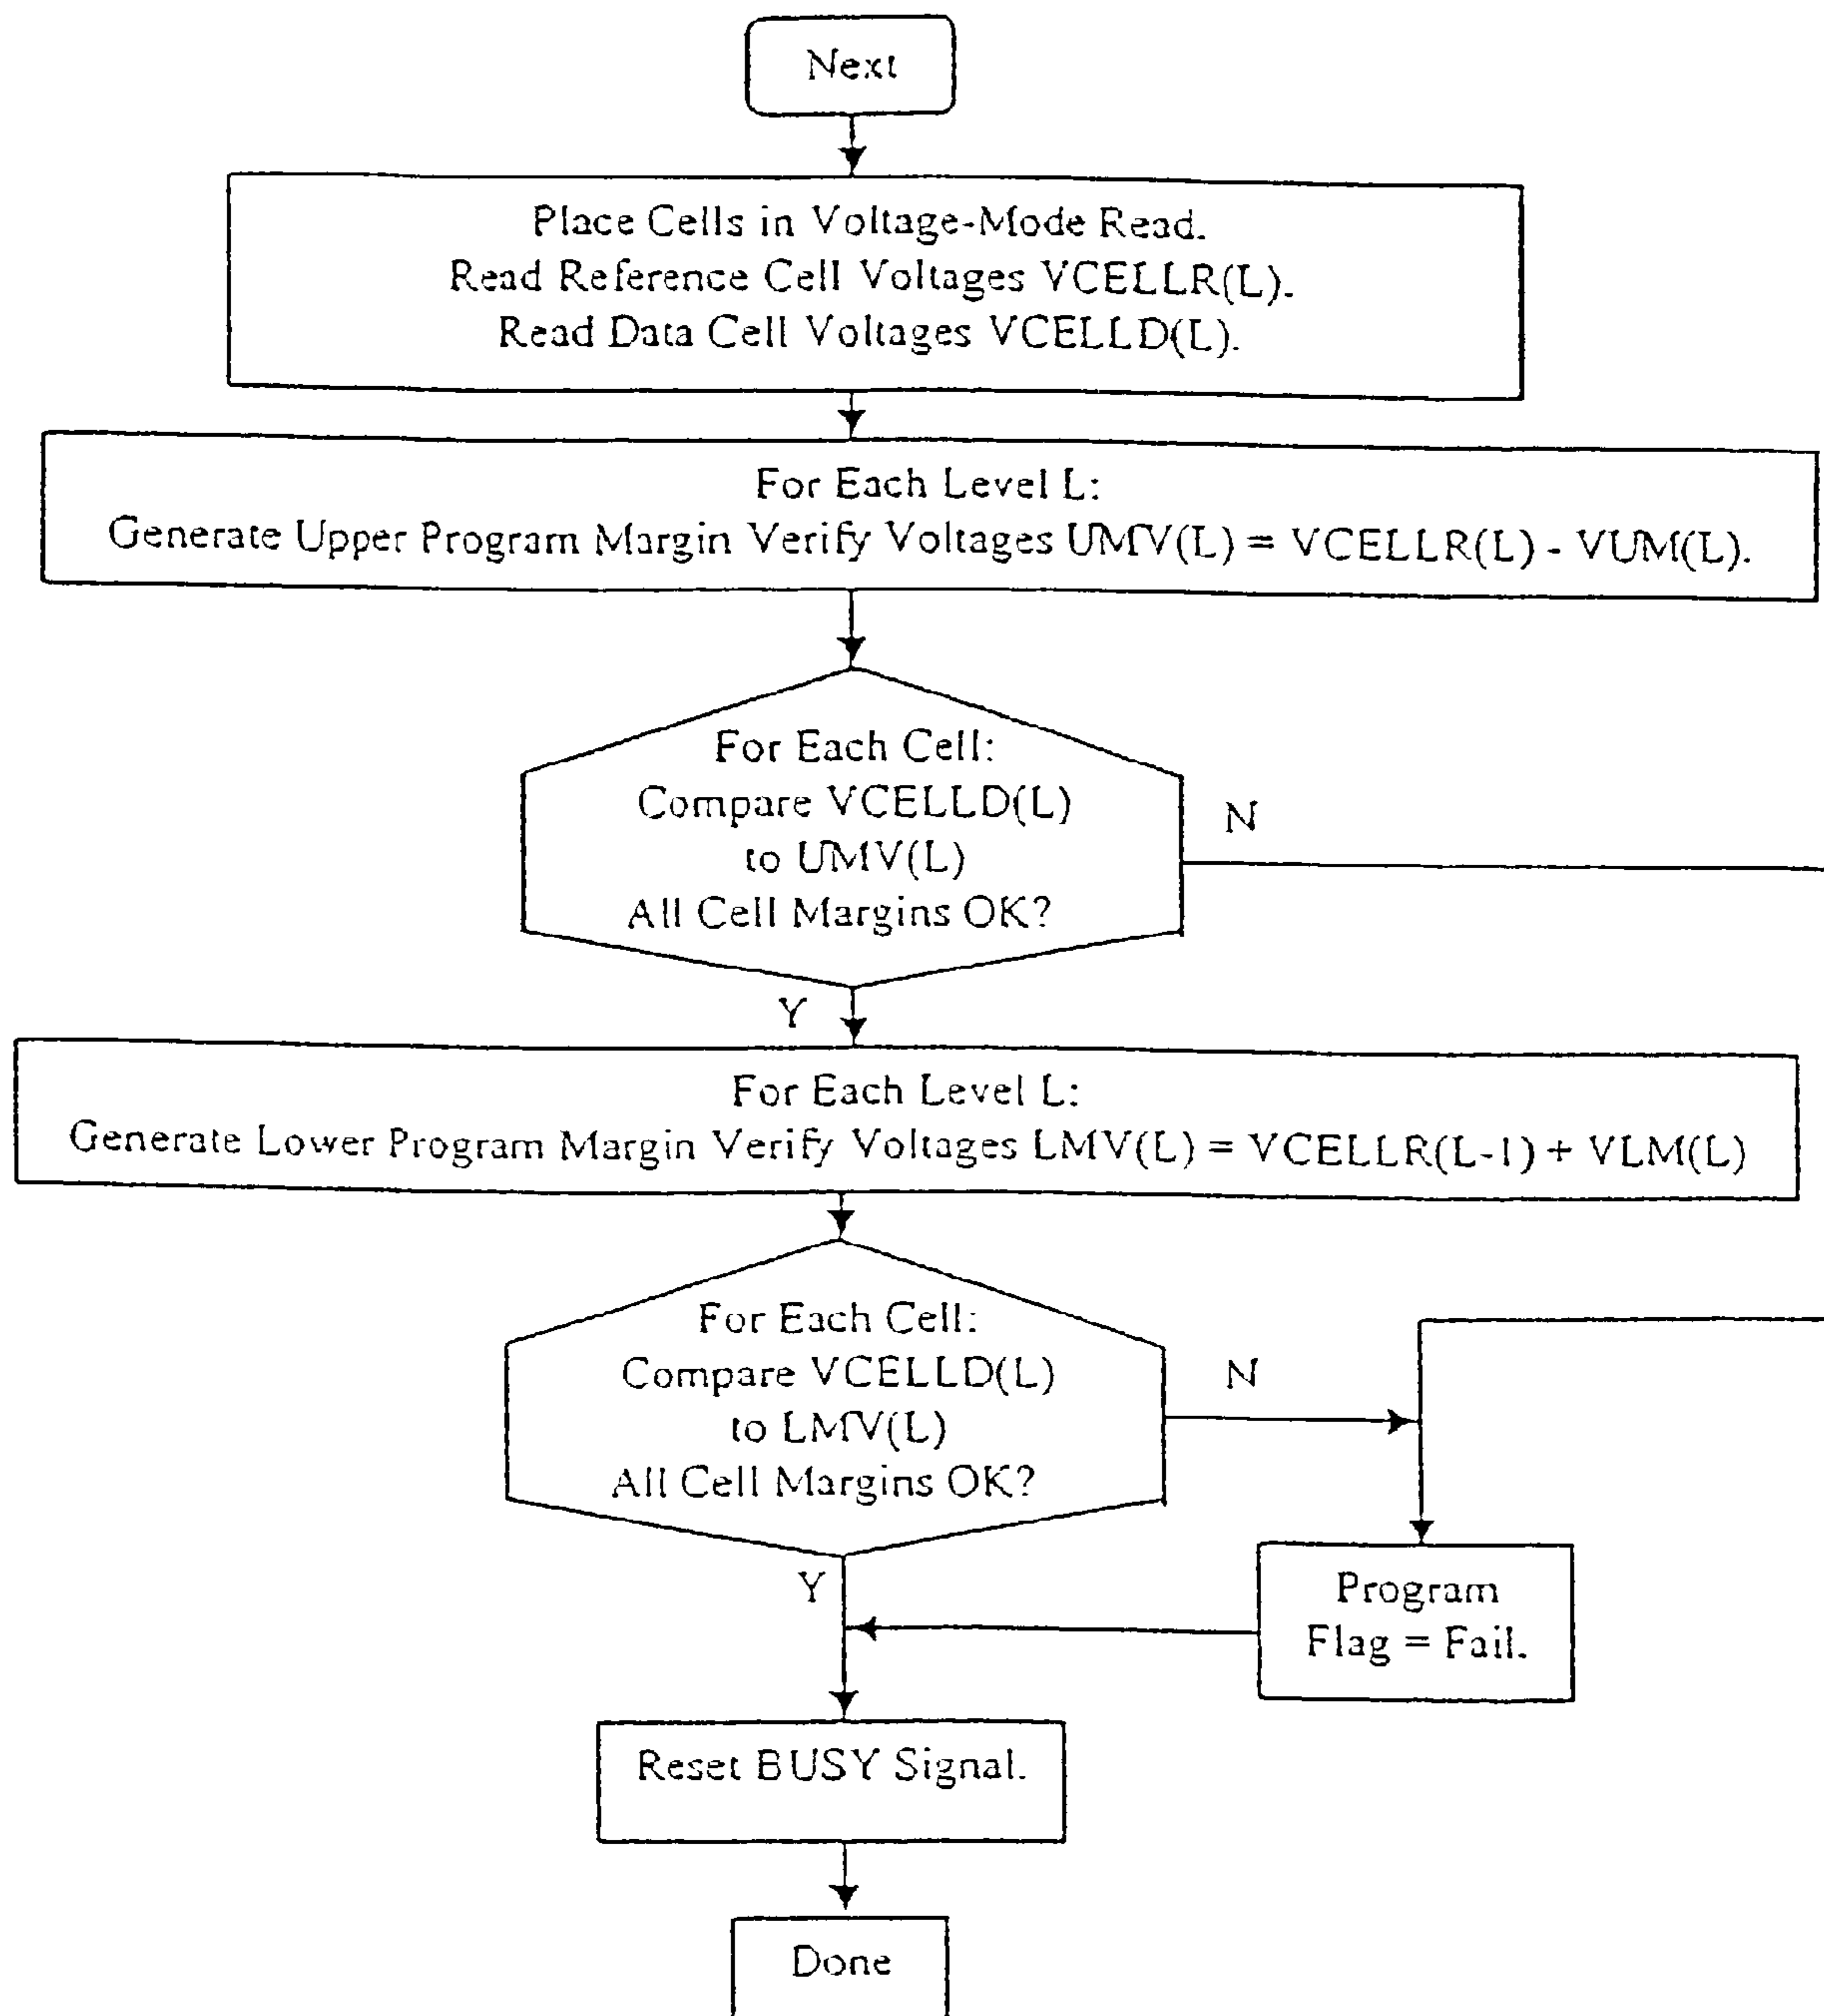 Next
Place Cells in Voltage-Mode Read.
Read Reference Cell Voltages VCELLR(L).
Read Data Cell Voltages VCELLD(L).
For Each Level L:
Generate Upper Program Margin Verify Voltages UMV(L) = VCELLR(L) - VUM(L).
For Each Cell:
Compare VCELLD(L)
to UMV(L)
All Cell Margins OK?
N
Y
For Each Level L:
Generate Lower Program Margin Verify Voltages LMV(L) = VCELLR(L-1) + VLM(L)
For Each Cell:
Compare VCELLD(L)
to LMV(L)
All Cell Margins OK?
N
Y
Program
Flag = Fail.
Reset BUSY Signal.
Done